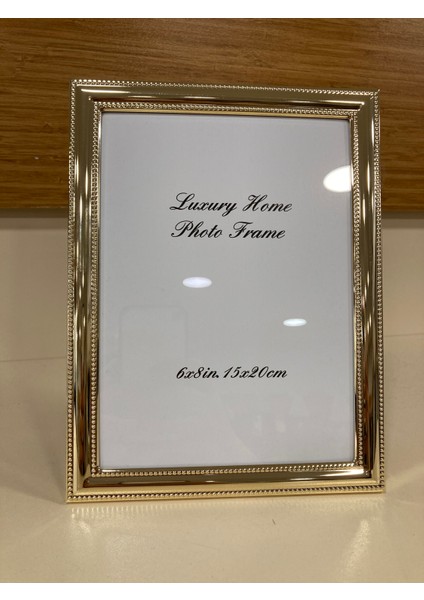 Luxury Home
Photo Frame
6x8in. 15x20cm